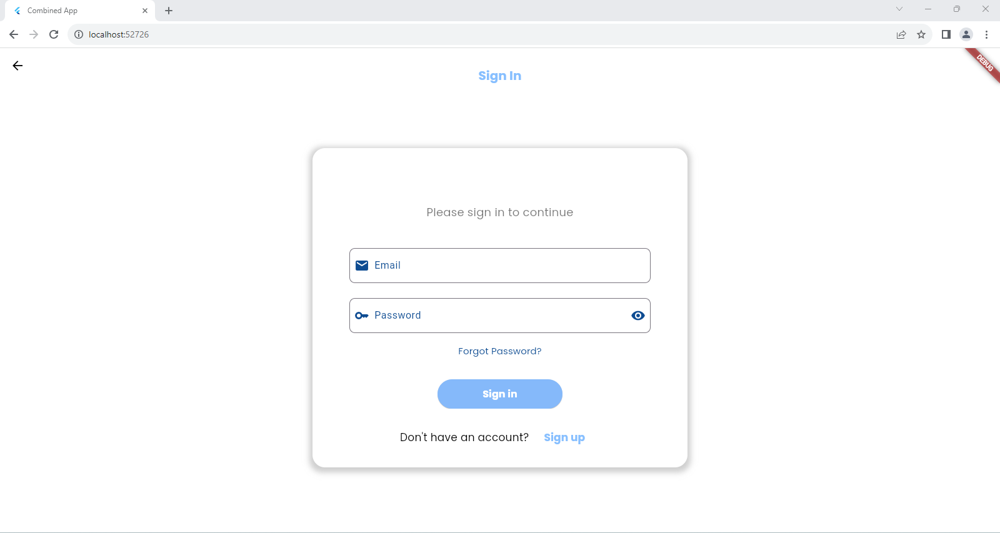 Combined App
localhost:52726
DEBUG
Sign In
Please sign in to continue
Email
Password
Forgot Password?
Sign in
Don't have an account? Sign up